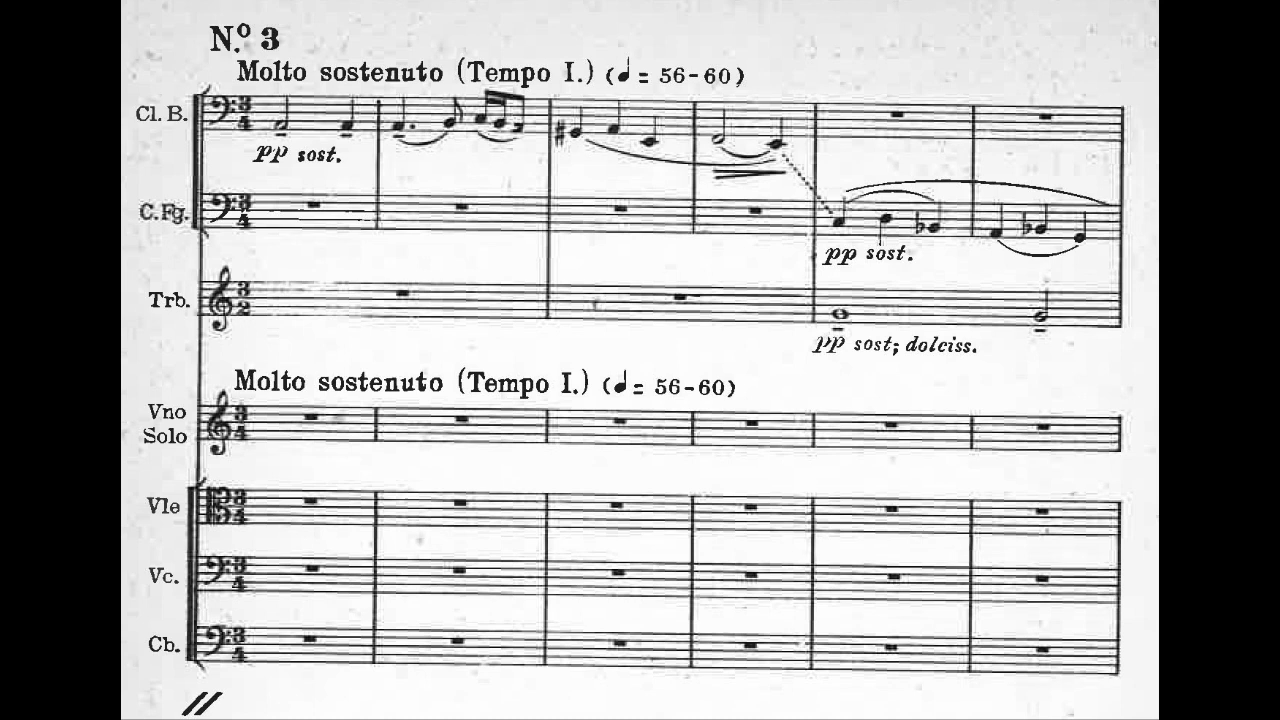 N.º 3
Molto sostenuto (Tempo I.) (♩ = 56-60)
Cl. B.
pp sost.
C. Fg.
pp sost.
Trb.
pp sost; dolciss.
Molto sostenuto (Tempo I.) (♩ = 56-60)
Vno
Solo
Vle
Vc.
Cb.